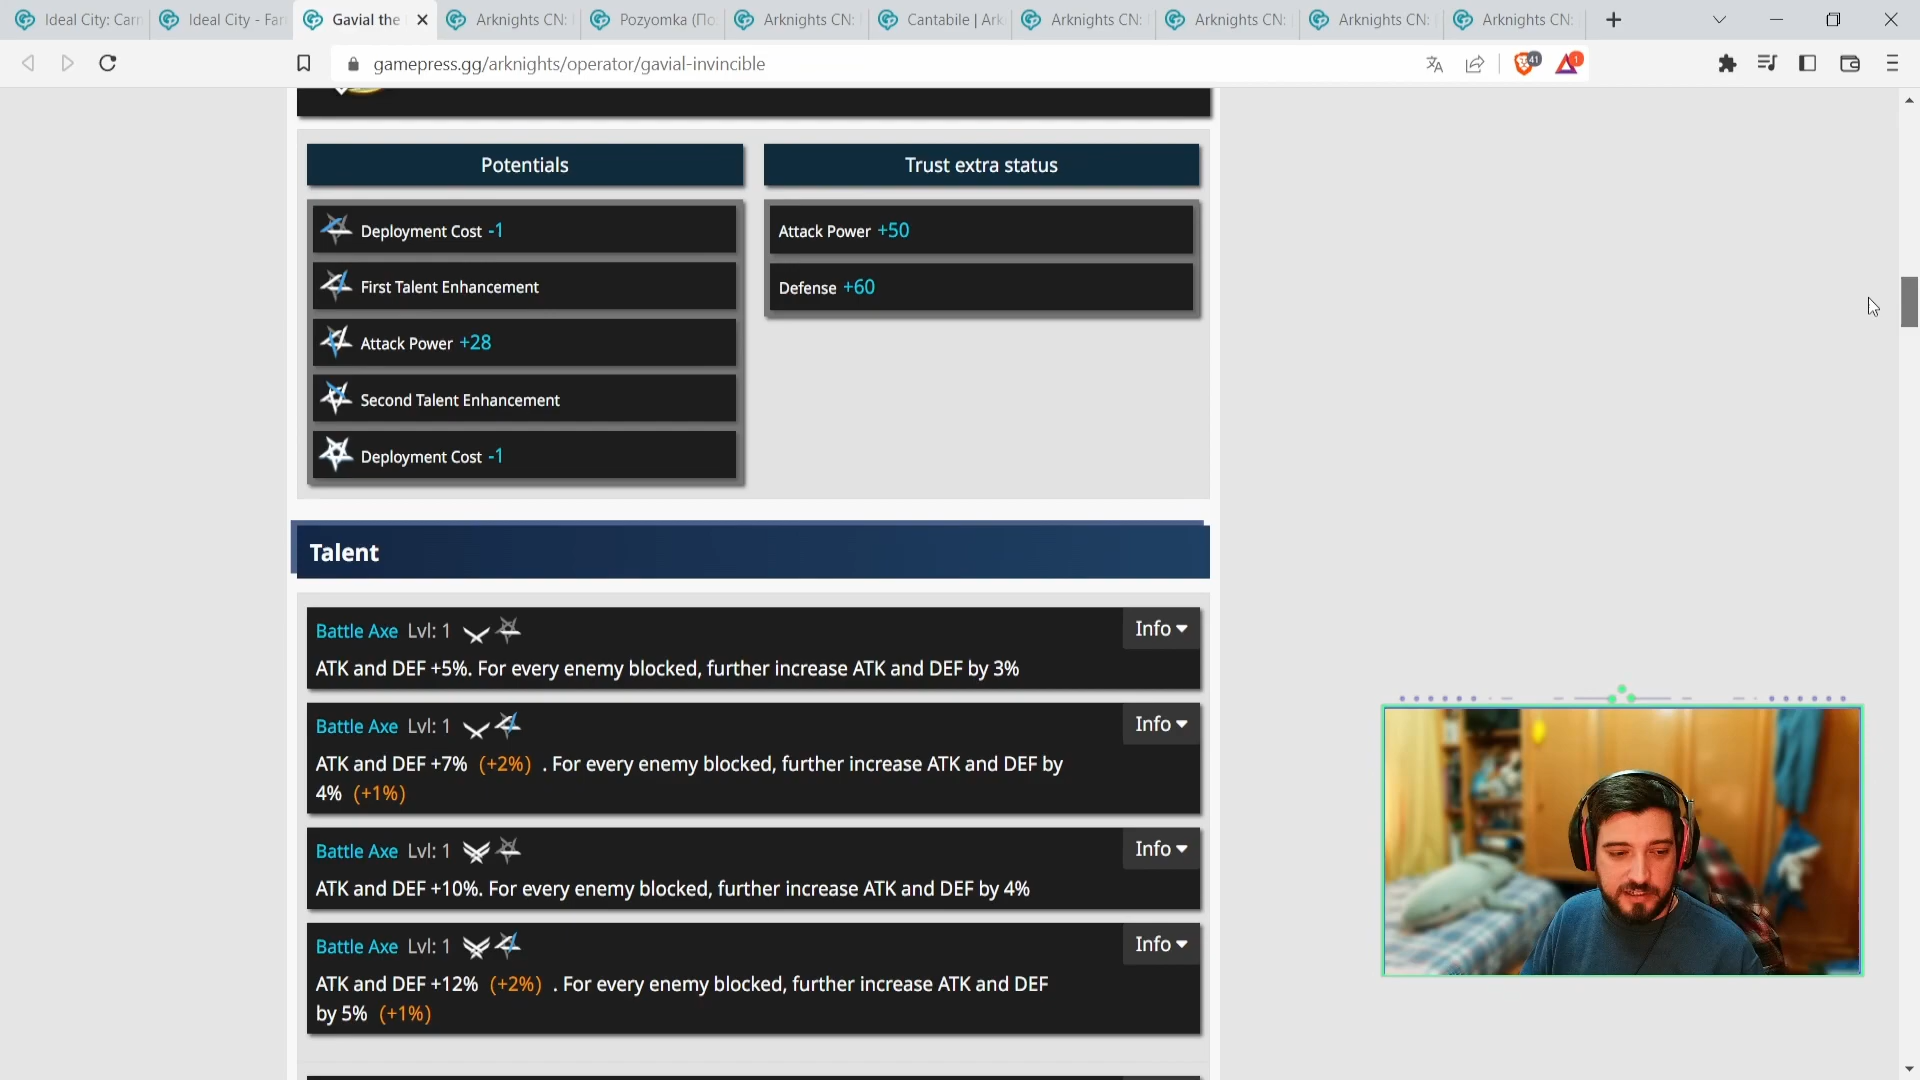 Ideal City: Carn
Ideal City - Far
Gavial the
Arknights CN:
Pozyomka (По
Arknights CN:
Cantabile | Ark
Arknights CN:
Arknights CN:
Arknights CN:
Arknights CN:
gamepress.gg/arknights/operator/gavial-invincible
41
1
Potentials
Trust extra status
Deployment Cost -1
Attack Power +50
First Talent Enhancement
Defense +60
Attack Power +28
Second Talent Enhancement
Deployment Cost -1
Talent
Battle Axe Lvl: 1
Info
ATK and DEF +5%. For every enemy blocked, further increase ATK and DEF by 3%
Battle Axe Lvl: 1
Info
ATK and DEF +7% (+2%) . For every enemy blocked, further increase ATK and DEF by
4% (+1%)
Battle Axe Lvl: 1
Info
ATK and DEF +10%. For every enemy blocked, further increase ATK and DEF by 4%
Battle Axe Lvl: 1
Info
ATK and DEF +12% (+2%) . For every enemy blocked, further increase ATK and DEF
by 5% (+1%)